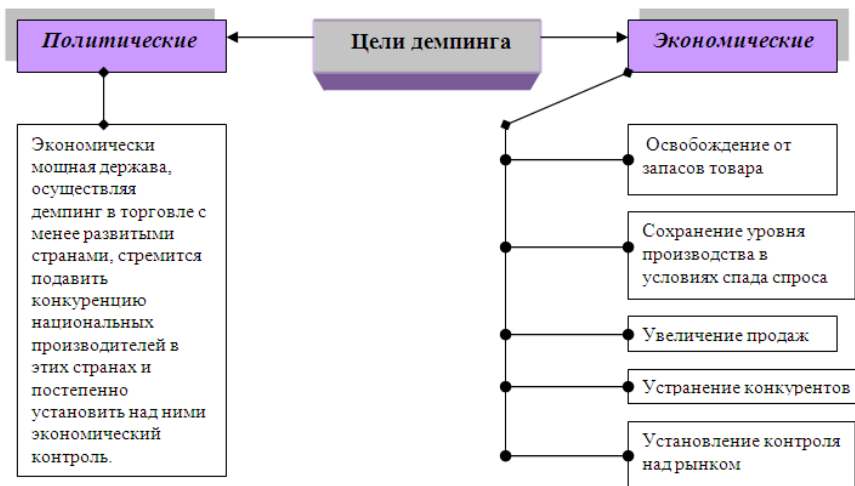 Политические
Цели демпинга
Экономические
Экономически
мощная держава,
осуществляя
демпинг в торговле с
менее развитыми
странами, стремится
подавить
конкуренцию
национальных
производителей в
этих странах и
постепенно
установить над ними
экономический
контроль.
Освобождение от
запасов товара
Сохранение уровня
производства в
условиях спада спроса
Увеличение продаж
Устранение конкурентов
Установление контроля
над рынком